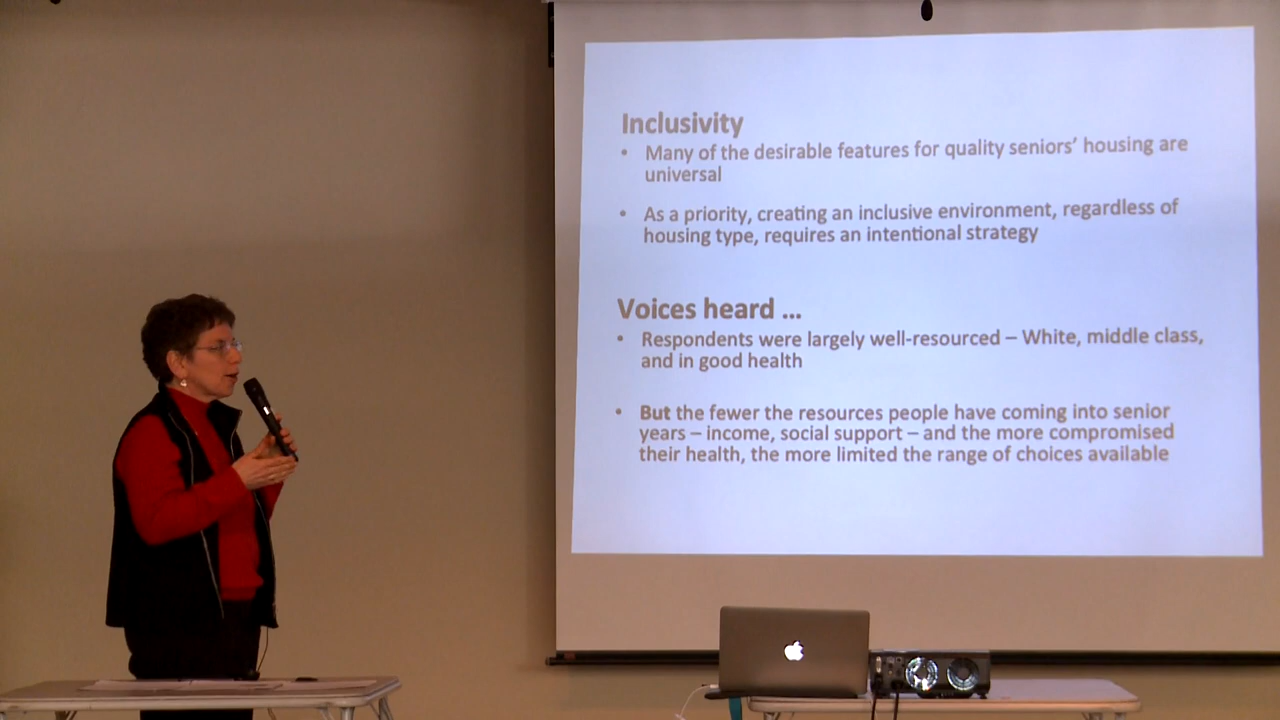 Inclusivity
• Many of the desirable features for quality seniors’ housing are
universal
• As a priority, creating an inclusive environment, regardless of
housing type, requires an intentional strategy
Voices heard ...
• Respondents were largely well-resourced – White, middle class,
and in good health
• But the fewer the resources people have coming into senior
years – income, social support – and the more compromised
their health, the more limited the range of choices available